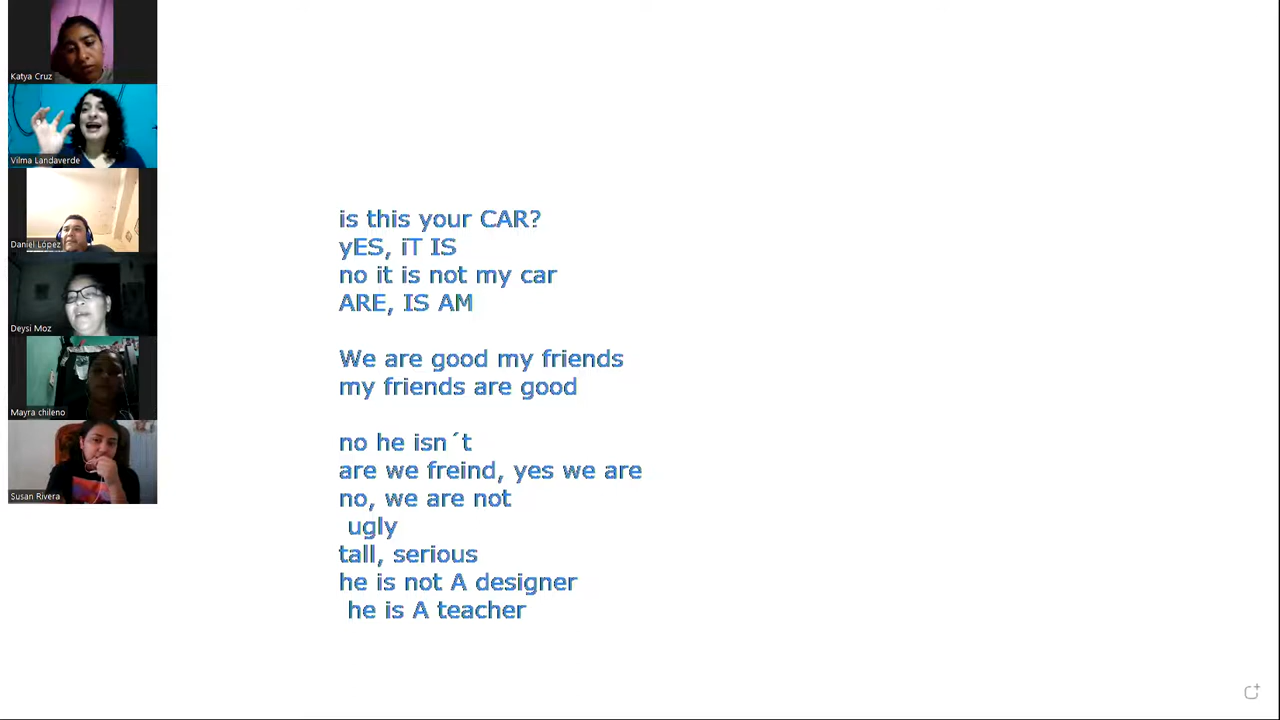 Katya Cruz
Vilma Landaverde
Daniel López
Deysi Moz
Mayra chileno
Susan Rivera
is this your CAR?
yES, iT IS
no it is not my car
ARE, IS AM
We are good my friends
my friends are good
no he isn´t
are we freind, yes we are
no, we are not
ugly
tall, serious
he is not A designer
he is A teacher